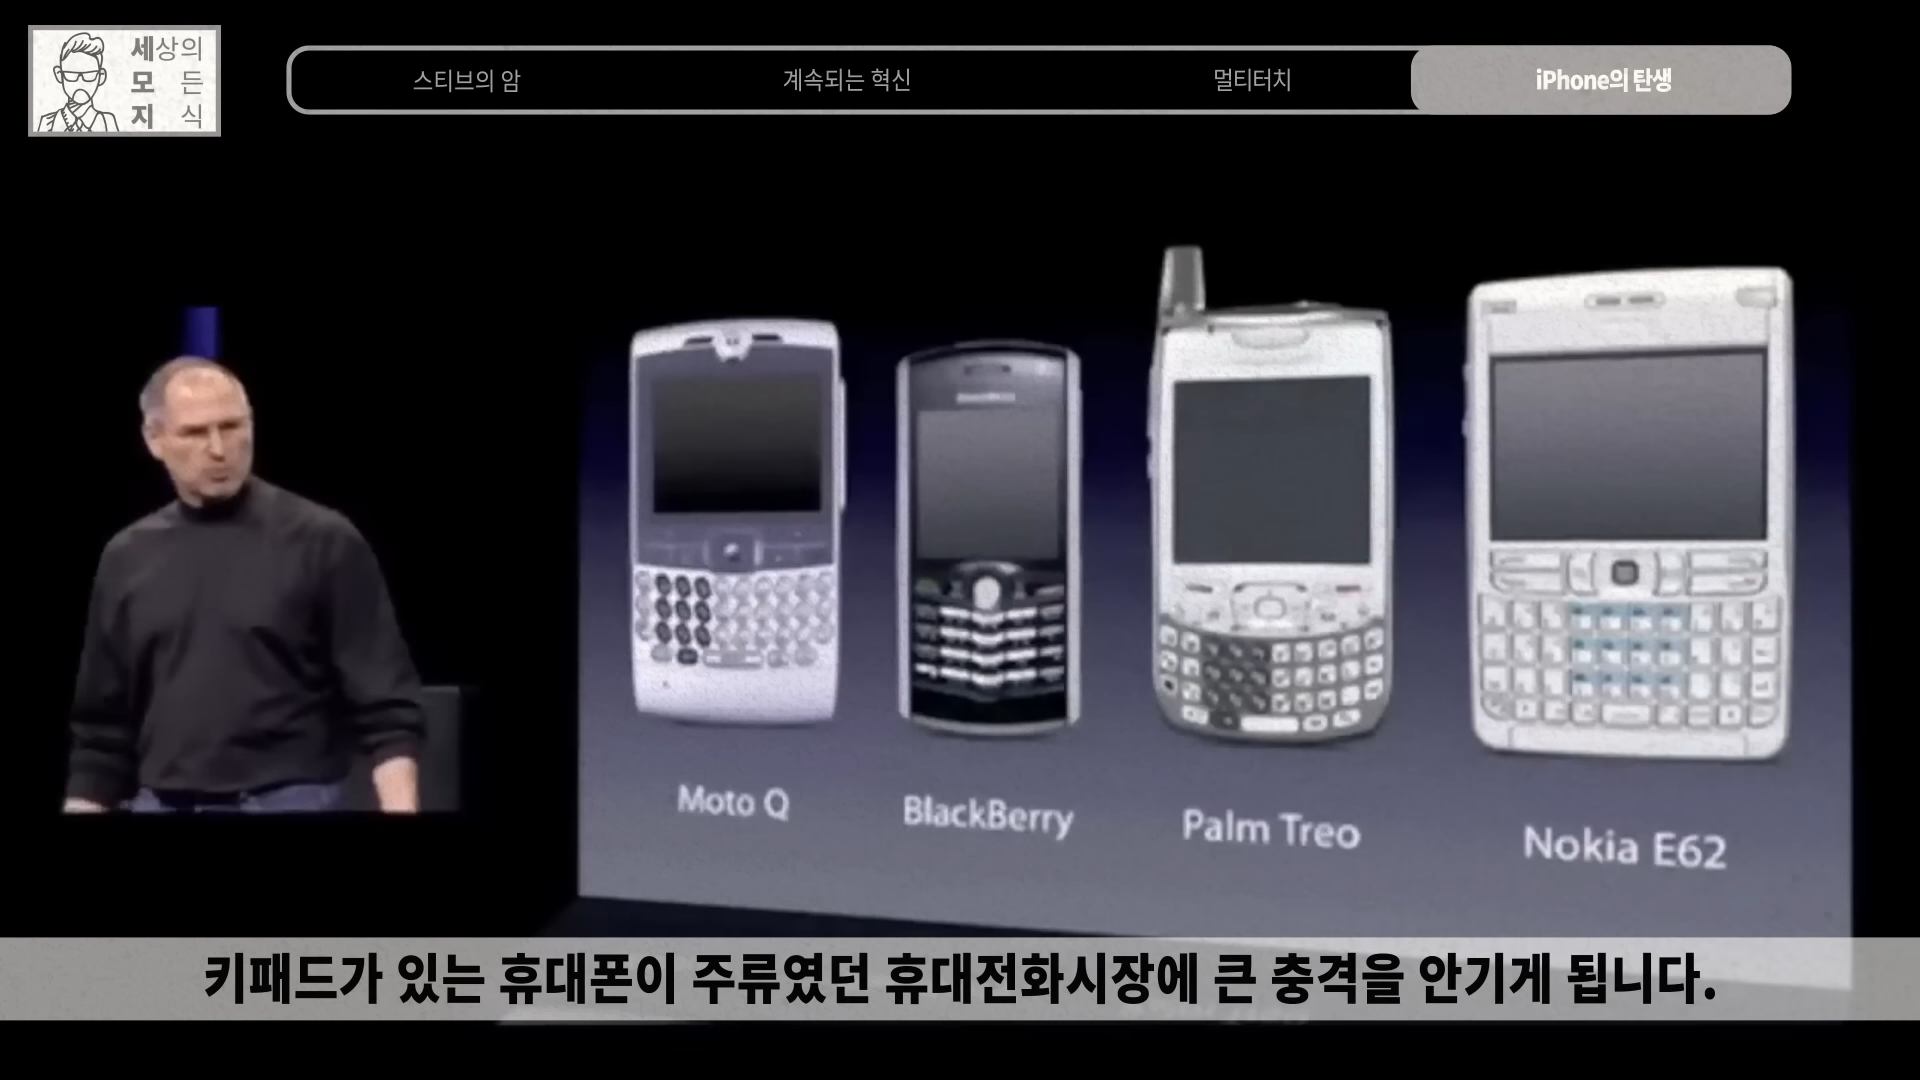 세상의
모든
지식
스티브의 암
계속되는 혁신
멀티터치
iPhone의 탄생
Moto Q
BlackBerry
Palm Treo
Nokia E62
키패드가 있는 휴대폰이 주류였던 휴대전화시장에 큰 충격을 안기게 됩니다.